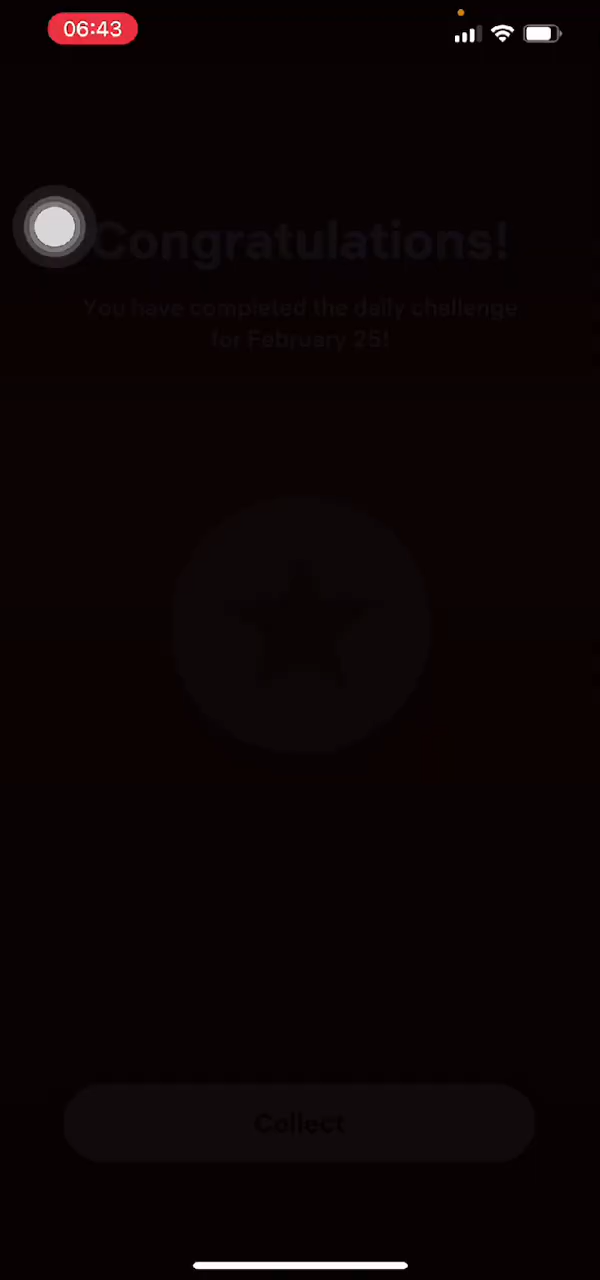 06:43
Congratulations!
You have completed the daily challenge
for February 25!
Collect